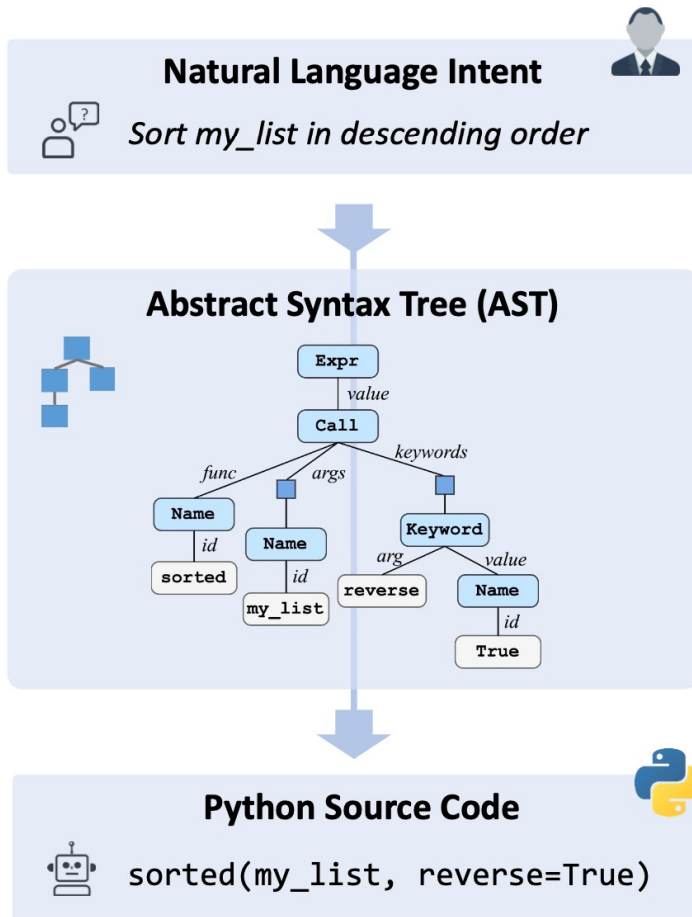 Natural Language Intent
?
Sort my_list in descending order
Abstract Syntax Tree (AST)
Expr
value
Call
func
args
keywords
Name
Name
Keyword
id
id
arg
value
sorted
my_list
reverse
Name
id
True
Python Source Code
sorted(my_list, reverse=True)